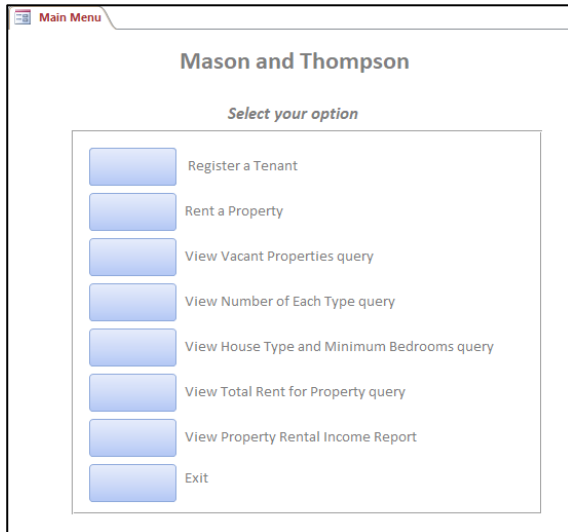 Main Menu
Mason and Thompson
Select your option
Register a Tenant
Rent a Property
View Vacant Properties query
View Number of Each Type query
View House Type and Minimum Bedrooms query
View Total Rent for Property query
View Property Rental Income Report
Exit